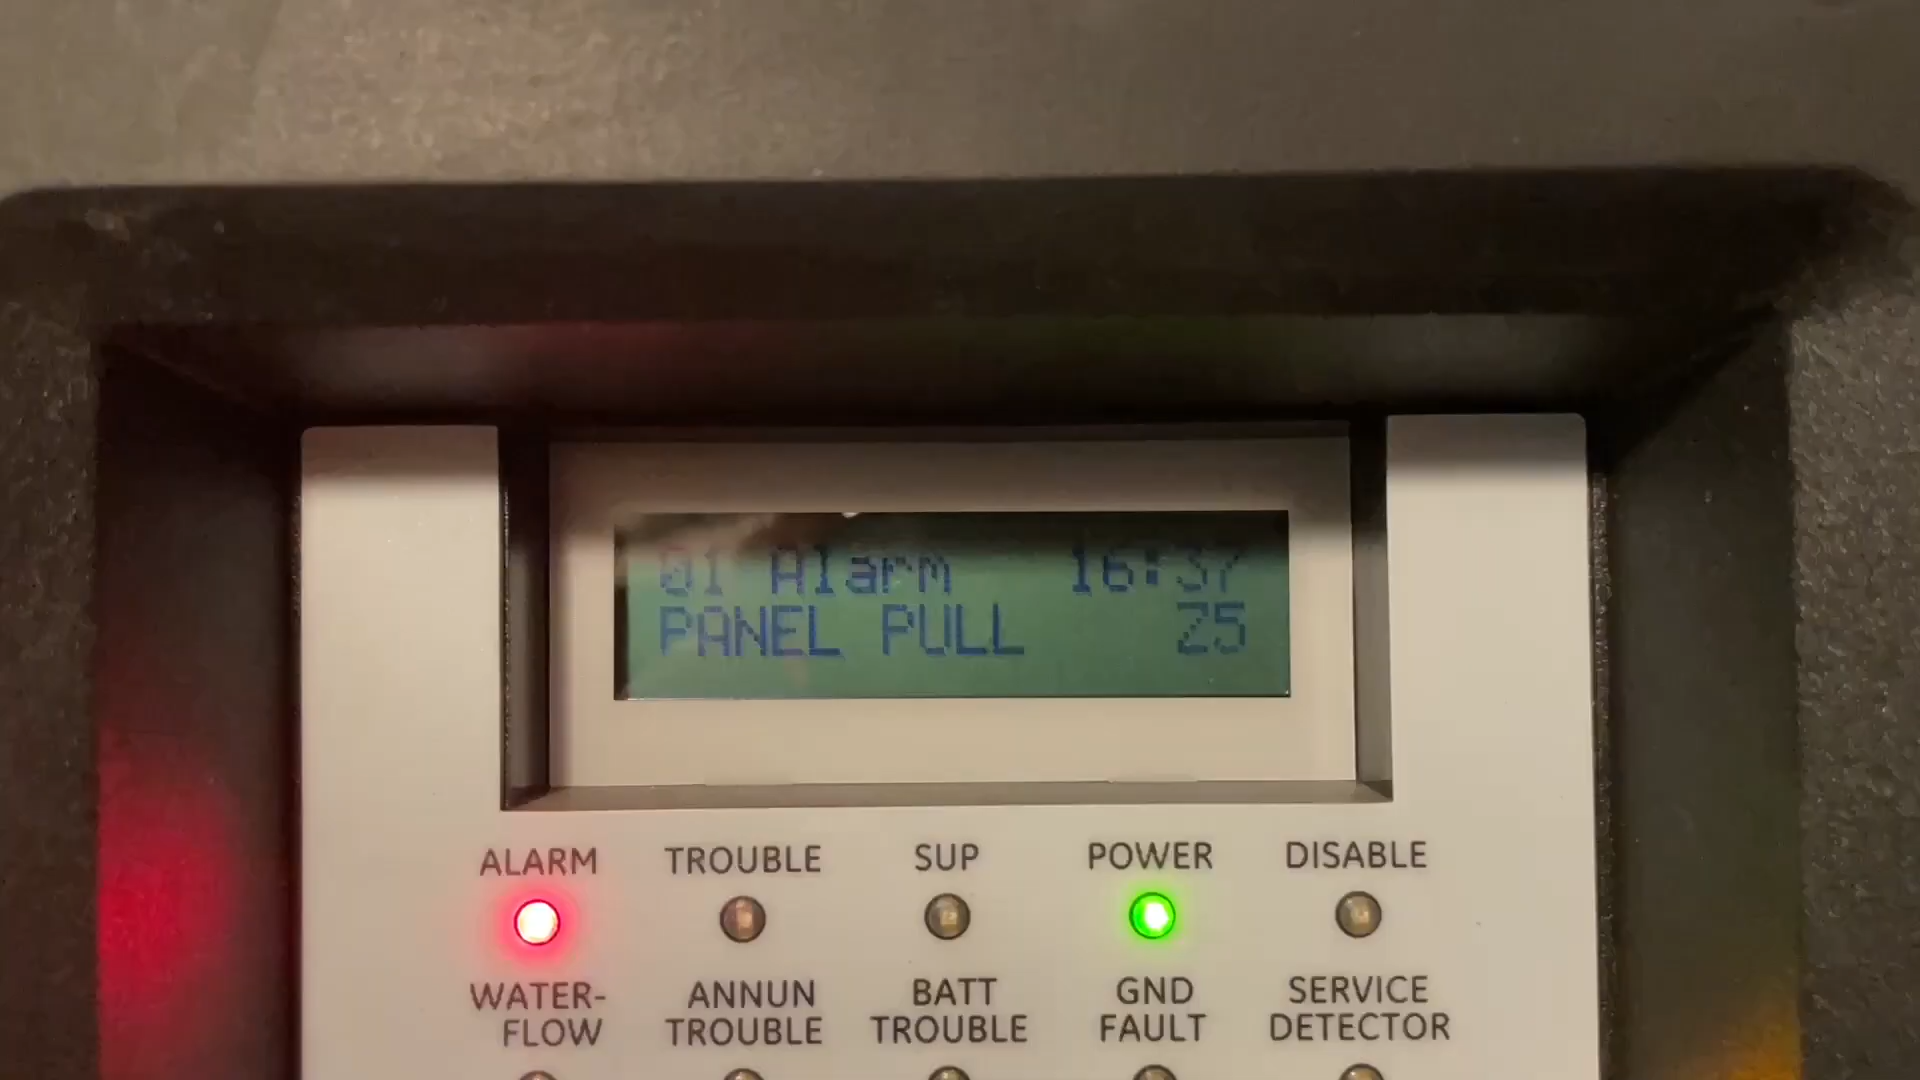 01 Alarm 16:37
PANEL PULL Z5
ALARM TROUBLE SUP POWER DISABLE
WATER-FLOW ANNUN TROUBLE BATT TROUBLE GND FAULT SERVICE DETECTOR